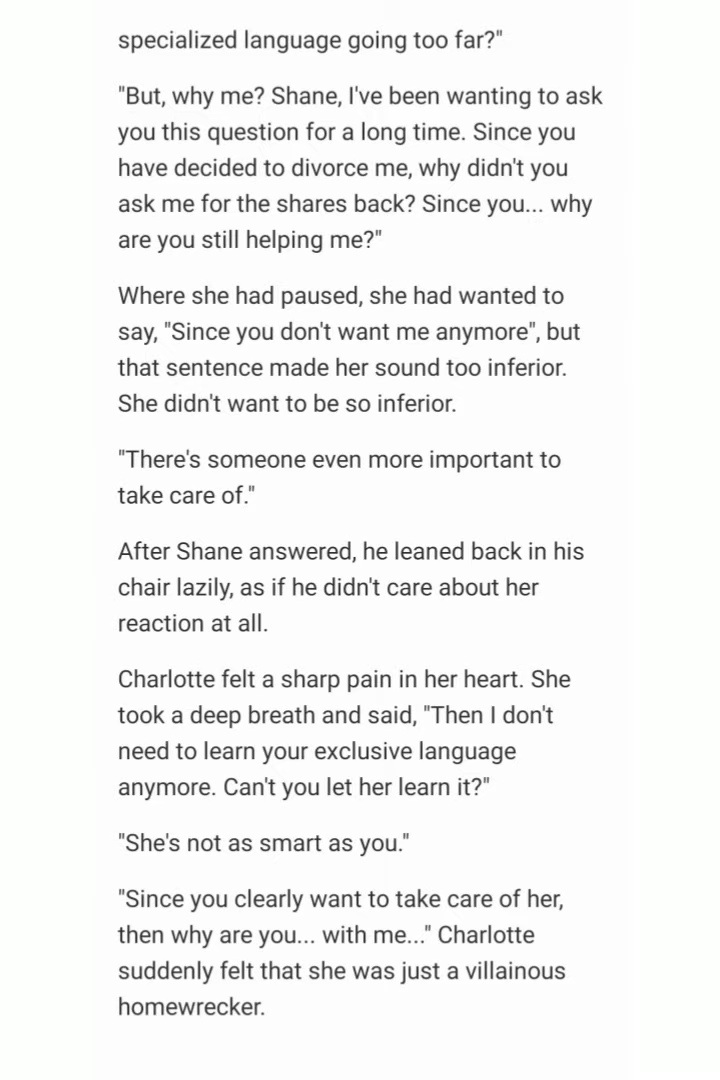 specialized language going too far?"
"But, why me? Shane, I've been wanting to ask
you this question for a long time. Since you
have decided to divorce me, why didn't you
ask me for the shares back? Since you... why
are you still helping me?"
Where she had paused, she had wanted to
say, "Since you don't want me anymore", but
that sentence made her sound too inferior.
She didn't want to be so inferior.
"There's someone even more important to
take care of."
After Shane answered, he leaned back in his
chair lazily, as if he didn't care about her
reaction at all.
Charlotte felt a sharp pain in her heart. She
took a deep breath and said, "Then I don't
need to learn your exclusive language
anymore. Can't you let her learn it?"
"She's not as smart as you."
"Since you clearly want to take care of her,
then why are you... with me..." Charlotte
suddenly felt that she was just a villainous
homewrecker.